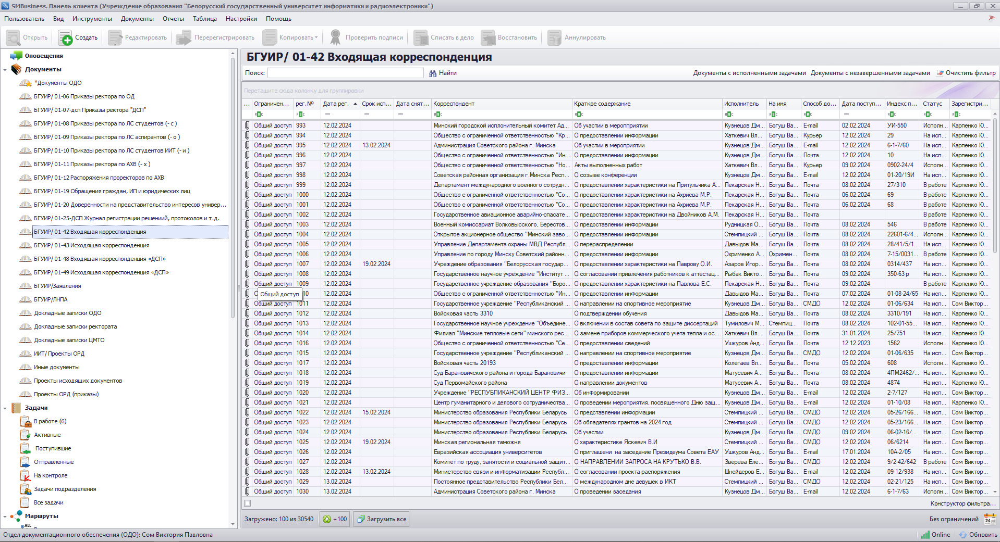 SMBusiness. Панель клиента (Учреждение образования "Белорусский государственный университет информатики и радиоэлектроники")
Пользователь Вид Инструменты Документы Отчеты Таблица Настройки Помощь
Открыть Создать Редактировать Перерегистрировать Копировать Проверить подписи Списать в дело Восстановить Аннулировать
Оповещения
Документы
*Документы ОДО
БГУИР/ 01-06 Приказы ректора по ОД
БГУИР/ 01-07-дсп Приказы ректора "ДСП"
БГУИР/ 01-08 Приказы ректора по ЛС студентов (- с )
БГУИР/ 01-09 Приказы ректора по ЛС аспирантов (- о )
БГУИР/ 01-10 Приказы ректора по ЛС студентов ИИТ (- и )
БГУИР/ 01-11 Приказы ректора по АХВ (- х )
БГУИР/ 01-12 Распоряжения проректоров по АХВ
БГУИР/ 01-19 Обращения граждан, ИП и юридических лиц
БГУИР/ 01-20 Доверенности на представительство интересов универ...
БГУИР/ 01-25-ДСП Журнал регистрации решений, протоколов и т.д.
БГУИР/ 01-42 Входящая корреспонденция
БГУИР/ 01-43 Исходящая корреспонденция
БГУИР/ 01-48 Входящая корреспонденция «ДСП»
БГУИР/ 01-49 Исходящая корреспонденция «ДСП»
БГУИР/Заявления
БГУИР/ЛНПА
Докладные записки ОДО
Докладные записки ректората
Докладные записки ЦМТО
ИИТ/ Проекты ОРД
Иные документы
Проекты исходящих документов
Проекты ОРД (приказы)
Задачи
В работе (6)
Активные
Поступившие
Отправленные
На контроле
Задачи подразделения
Все задачи
Маршруты
ALL
БГУИР/ 01-42 Входящая корреспонденция
Поиск: Найти Документы с исполненными задачами Документы с незавершенными задачами Очистить фильтр
Перетащите сюда колонку для группировки
... Ограничен... рег.№ Дата рег. Срок исп... Дата снят... Корреспондент Краткое содержание Исполнитель На имя Способ до... Дата поступ... Индекс п... Статус Зарегистри...
Общий доступ 993 12.02.2024 Минский городской исплонительный комитет Ад... Об участии в меропприятии Кузнецов Дм... Богуш Ва... E-mail 02.02.2024 УИ-550 Исполн... Карпенко Ю...
Общий доступ 994 12.02.2024 Общество с ограниченной ответственностью "Кр... О предоставлении информации Хаткевич Вл... Богуш Ва... Курьер 12.02.2024 29 На исп... Карпенко Ю...
Общий доступ 995 12.02.2024 13.02.2024 Администрация Советского района г. Минска Об участии в мероприятии Кузнецов Дм... Богуш Ва... E-mail 12.02.2024 6-1-7/60 На исп... Карпенко Ю...
Общий доступ 996 12.02.2024 Общество с ограниченной ответственностью "Ин... О предоставлении информации Кузнецов Дм... Богуш Ва... Почта 12.02.2024 10 На исп... Карпенко Ю...
Общий доступ 997 12.02.2024 Общество с ограниченной ответственностью "Но... Акты выполненных работ Хаткевич Вл... Богуш Ва... Курьер 09.02.2024 0902-24/4 Исполн... Карпенко Ю...
Общий доступ 998 12.02.2024 Советская районная организация г.Минска Респ... О созыве конференции Кузнецов Дм... Богуш Ва... E-mail 12.02.2024 01-20/19И На исп... Карпенко Ю...
Общий доступ 999 12.02.2024 Департамент международного военного сотрудн... О предоставлении характеристики на Притульчика А... Пекарская Н... Богуш Ва... Почта 08.02.2024 27/310 В работе Карпенко Ю...
Общий доступ 1000 12.02.2024 Общество с ограниченной ответственностью "Со... О предоставлении характеристики на Ахриева М.Р. Пекарская Н... Богуш Ва... Почта 06.02.2024 69 В работе Карпенко Ю...
Общий доступ 1001 12.02.2024 Общество с ограниченной ответственностью "Со... О предоставлении характеристики на Ахриева М.Р. Пекарская Н... Богуш Ва... Почта 06.02.2024 68 В работе Карпенко Ю...
Общий доступ 1002 12.02.2024 Государственное авиационное аварийно-спасате... О предоставлении характеристики на Двойников А.М. Пекарская Н... Богуш Ва... Почта В работе Карпенко Ю...
Общий доступ 1003 12.02.2024 Военный комиссариат Волковысского, Берестов... О предоставлении информации Рудницкая О... Богуш Ва... Почта 08.02.2024 546 В работе Карпенко Ю...
Общий доступ 1004 12.02.2024 Открытое акционерное общество "Минский заво... О предоставлении информации Стемпицкий ... Богуш Ва... Почта 08.02.2024 22601-6/4... Исполн... Карпенко Ю...
Общий доступ 1005 12.02.2024 Управление Департамента охраны МВД Республ... О перераспределении Давыдов Ма... Богуш Ва... Почта 08.02.2024 28/41/5/1... На исп... Карпенко Ю...
Общий доступ 1006 12.02.2024 Управление по городу Минску Советский районн... О предоставлении информации Охрименко А... Охримен... Почта 08.02.2024 7-15/0031... В работе Карпенко Ю...
Общий доступ 1007 12.02.2024 19.02.2024 Учреждение образования "Белорусская государ... О предоставлении характеристики на Лаврову О.И. Азаров Игор... Богуш Ва... Почта 08.02.2024 0314/437 На исп... Карпенко Ю...
Общий доступ 1008 12.02.2024 Государственное научное учреждение "Институт ... О согласовании привлечения работников к аттестац... Рыбак Викто... Богуш Ва... Почта 09.02.2024 350-63 р На исп... Карпенко Ю...
Общий доступ 1009 12.02.2024 Государственное учреждение образования "Боро... О предоставлении характеристики на Павлова Е.С. Пекарская Н... Богуш Ва... Почта 09.02.2024 В работе Карпенко Ю...
Общий доступ 10 12.02.2024 Общество с ограниченной ответственностью "Ин... О предоставлении информации Давыдов Ма... Богуш Ва... Почта 07.02.2024 01-08-24/65 На исп... Карпенко Ю...
Общий доступ 1011 12.02.2024 Государственное учреждение "Республиканский ... О направлении на спортивное мероприятие Кузнецов Дм... Богуш Ва... СМДО 12.02.2024 01-06/634 На исп... Сом Виктор...
Общий доступ 1012 12.02.2024 Войсковая часть 3310 О подтверждении обучения Давыдов Ма... Богуш Ва... Почта 08.02.2024 3310/191 На исп... Карпенко Ю...
Общий доступ 1013 12.02.2024 Государственное научное учреждение "Объедине... О включении в состав совета по защите диссертаций Тумилович М... Стемпиц... Почта 08.02.2024 102-01-55... На исп... Карпенко Ю...
Общий доступ 1014 12.02.2024 Филиал "Минские тепловые сети" минского рес... О замене приборов коммерческого учета тепла и ос... Хаткевич Вл... Богуш Ва... Почта 31.01.2024 25/751 На исп... Карпенко Ю...
Общий доступ 1016 12.02.2024 Общество с ограниченной ответственностью "Се... О предоставлении сведений Ушкуров Анд... Богуш Ва... Почта 12.12.2023 1562 Исполн... Карпенко Ю...
Общий доступ 1015 12.02.2024 Государственное учреждение "Республиканский ... О направлении на спортивное мероприятие Кузнецов Дм... Богуш Ва... СМДО 12.02.2024 01-06/635 На исп... Сом Виктор...
Общий доступ 1017 12.02.2024 Войсковая часть 20193 О предоставлении информации Колегаев Вл... Богуш Ва... Почта 05.02.2024 608 Исполн... Карпенко Ю...
Общий доступ 1018 12.02.2024 Суд Барановичского района и города Барановичи О предоставлении информации Матусевич А... Богуш Ва... Почта 08.02.2024 4ПМ2462/... На исп... Карпенко Ю...
Общий доступ 1019 12.02.2024 Суд Первомайского района О направлении документов Матусевич А... Богуш Ва... Почта 08.02.2024 4874 На исп... Карпенко Ю...
Общий доступ 1020 12.02.2024 Учреждение "РЕСПУБЛИКАНСКИЙ ЦЕНТР ФИЗ... Об информировании Кузнецов Дм... Богуш Ва... E-mail 12.02.2024 2-7/127 На исп... Сом Виктор...
Общий доступ 1021 12.02.2024 Центр гуманитарного и делового сотрудничества... О проведении мероприятия, посвященного Дню защ... Кузнецов Дм... Богуш Ва... E-mail 12.02.2024 01-10/08 На исп... Карпенко Ю...
Общий доступ 1022 12.02.2024 15.02.2024 Министерство образования Республики Беларусь О представлении информации Стемпицкий ... Богуш Ва... СМДО 12.02.2024 05-26/166... На исп... Сом Виктор...
Общий доступ 1023 12.02.2024 Министерство образования Республики Беларусь Об обладателях грантов на 2024 год Стемпицкий ... Богуш Ва... СМДО 12.02.2024 05-23/166... На исп... Сом Виктор...
Общий доступ 1024 12.02.2024 Министерство образования Республики Беларусь Об участии Кузнецов Дм... Богуш Ва... СМДО 09.02.2024 06-02-16/... На исп... Сом Виктор...
Общий доступ 1025 12.02.2024 19.02.2024 Минская региональная таможня О характеристике Яскевич В.И Стемпицкий ... Богуш Ва... СМДО 12.02.2024 06/6214 На исп... Сом Виктор...
Общий доступ 1026 12.02.2024 Евразийская ассоциация университетов О приглашени на заседание Президеума Совета ЕАУ Ушкуров Анд... Богуш Ва... E-mail 17.01.2024 10А-2/05 На исп... Сом Виктор...
Общий доступ 1027 12.02.2024 Комитет по труду, занятости и социальной защит... О НАПРАВЛЕНИИ ЗАПРОСА НА КРУТЬКО В.В. Зверева Еле... Богуш Ва... СМДО 12.02.2024 9/2-42/642 В работе Сом Виктор...
Общий доступ 1028 12.02.2024 13.02.2024 Министерство связи и информатизации Республ... О согласовании проекта распоряжения Шнейдеров Е... Богуш Ва... СМДО 12.02.2024 09-12/938 На исп... Сом Виктор...
Общий доступ 1029 13.02.2024 Постоянное представительство Республики Бел... О международном дне девушек в ИКТ Стемпицкий ... Богуш Ва... СМДО 12.02.2024 02-21/125 На исп... Сом Виктор...
Общий доступ 1030 13.02.2024 Администрация Советского района г. Минска О проведении заседания Кузнецов Дм... Богуш Ва... E-mail 12.02.2024 6-1-7/63 Исполн... Сом Виктор...
Конструктор фильтра...
Загружено: 100 из 30540 +100 Загрузить все Без ограничений 24
Отдел документационного обеспечения (ОДО): Сом Виктория Павловна Online Обновить